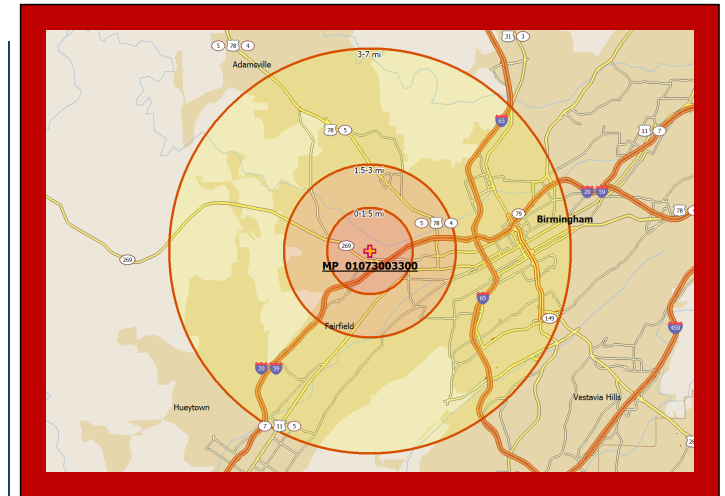 31 3
5 78 4
3-7 mi
Adamsville
65
78 5
11 7
1.5-3 mi
20 59
0-1.5 mi
79
78
5 78 4
Birmingham
269
269
MP_01073003300
65
149
Fairfield
459
20 59
Vestavia Hills
Hueytown
7 11 5
28